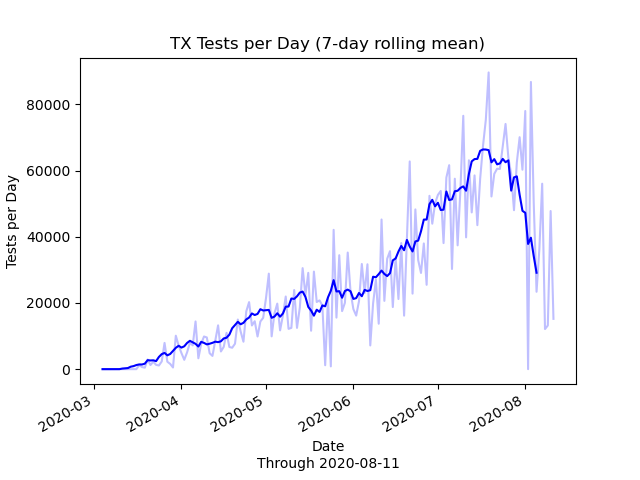 TX Tests per Day (7-day rolling mean)
80000
60000
40000
20000
0
Tests per Day
2020-03
2020-04
2020-05
2020-06
2020-07
2020-08
Date
Through 2020-08-11